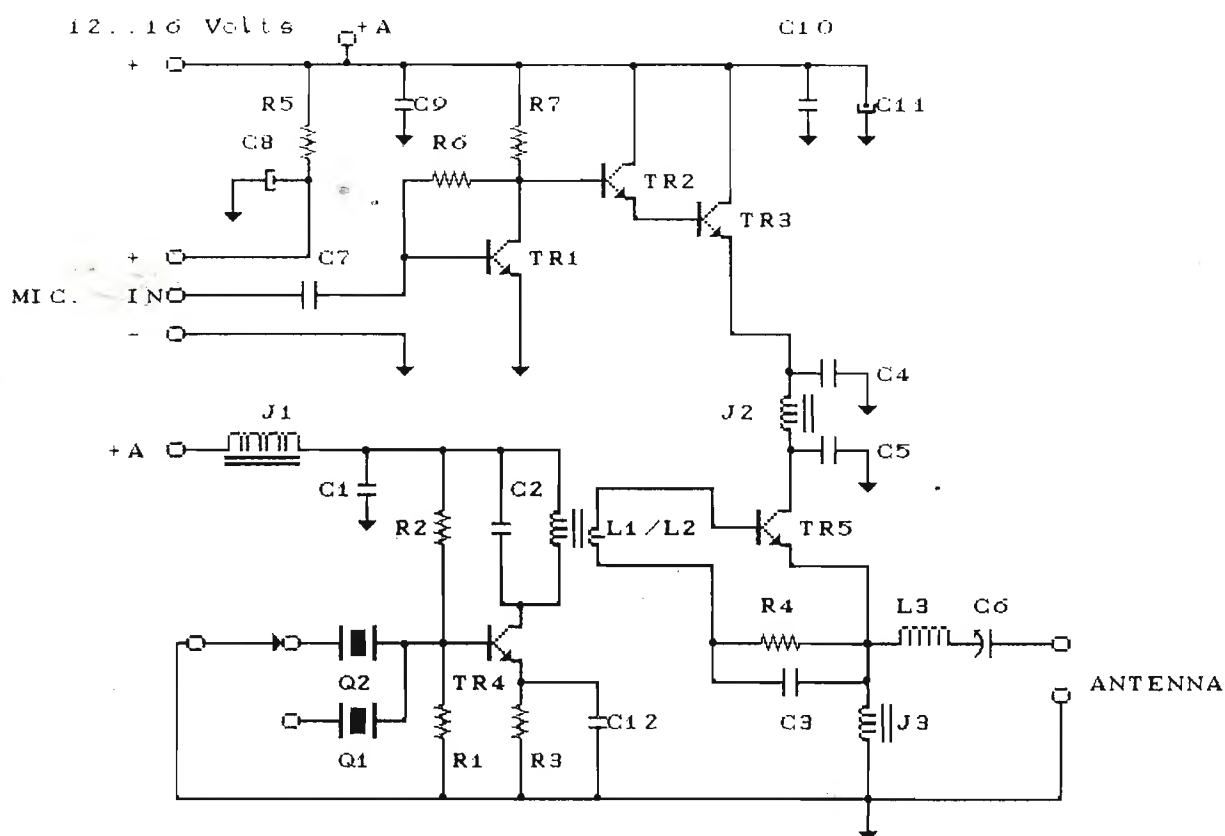 12..16 Volts
+A
C10
+
R5
C9
R7
C11
C8
R6
TR2
TR3
+
C7
TR1
MIC. IN
-
C4
J1
J2
+A
C5
C1
C2
R2
L1/L2
TR5
R4
L3
C6
Q2
TR4
ANTENNA
C3
C12
J3
Q1
R1
R3